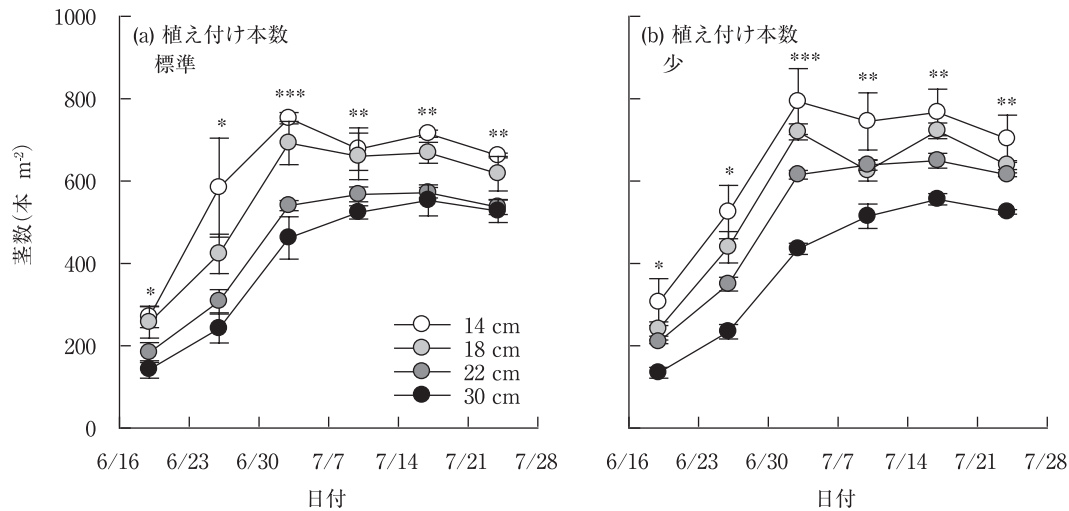 1000
800
600
400
200
0
茎数(本 m⁻²)
(a) 植え付け本数
標準
*
*
***
**
**
**
14 cm
18 cm
22 cm
30 cm
6/16 6/23 6/30 7/7 7/14 7/21 7/28
日付
(b) 植え付け本数
少
*
*
***
**
**
**
6/16 6/23 6/30 7/7 7/14 7/21 7/28
日付